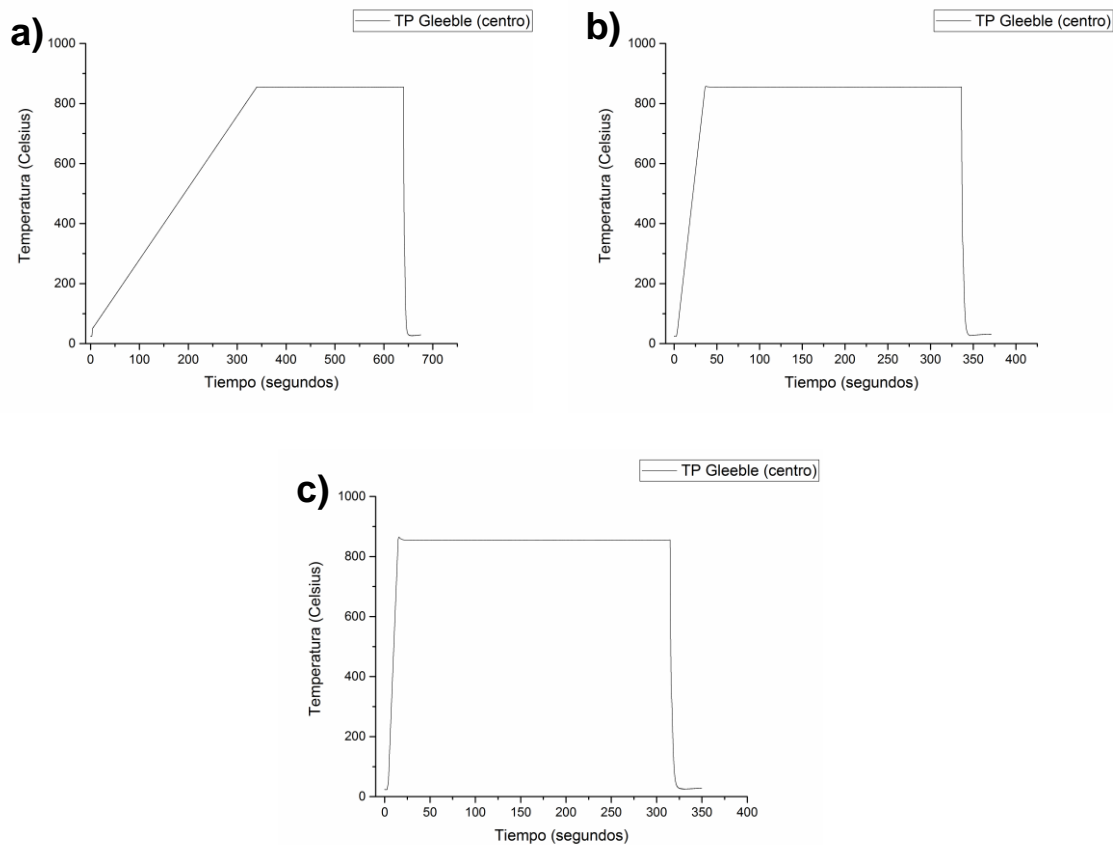 a)
TP Gleeble (centro)
1000
800
600
400
200
0
Temperatura (Celsius)
0 100 200 300 400 500 600 700
Tiempo (segundos)
b)
TP Gleeble (centro)
1000
800
600
400
200
0
Temperatura (Celsius)
0 50 100 150 200 250 300 350 400
Tiempo (segundos)
c)
TP Gleeble (centro)
1000
800
600
400
200
0
Temperatura (Celsius)
0 50 100 150 200 250 300 350 400
Tiempo (segundos)